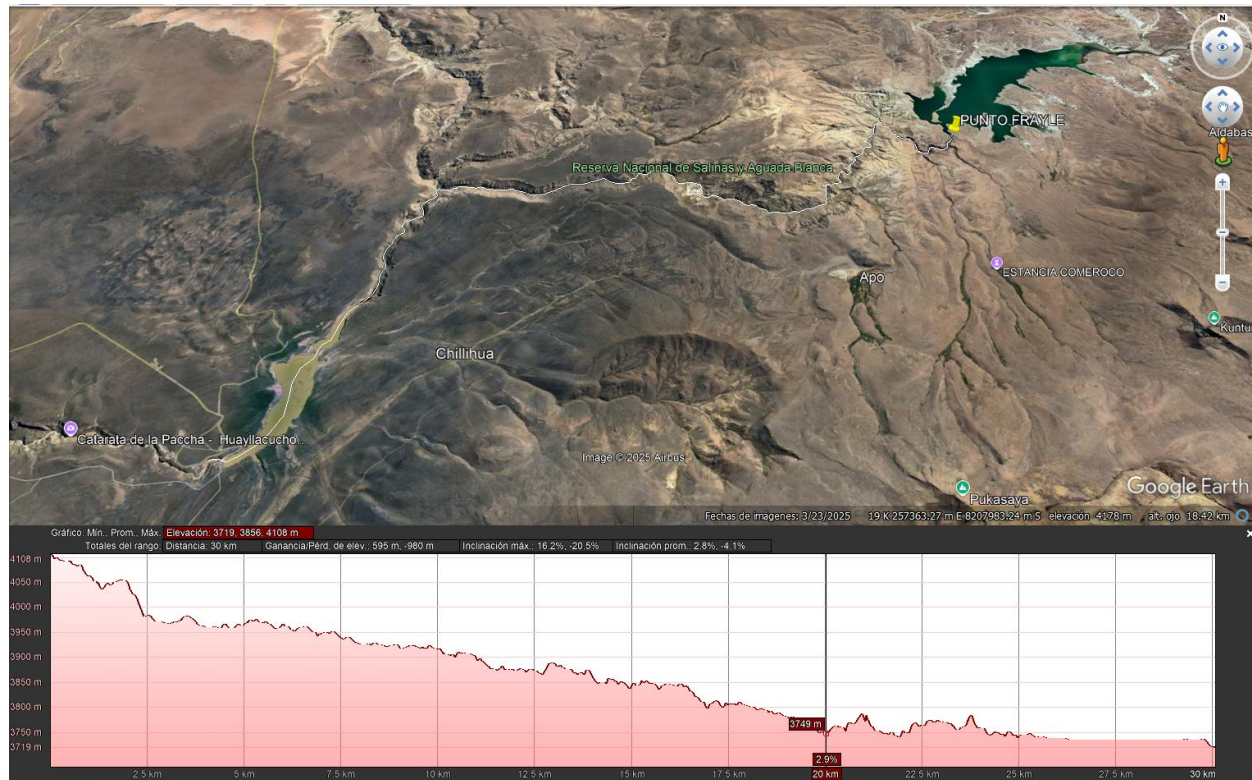 N
PUNTO FRAYLE
Aldabas
Reserva Nacional de Salinas y Aguada Blanca
ESTANCIA COMEROCO
Apo
Kuntu
Chillihua
Catarata de la Paccha - Huayllacucho...
Image © 2025 Airbus
Google Earth
Pukasaya
Fechas de imágenes: 3/23/2025 19 K 257363.27 m E 8207983.24 m S elevación 4178 m alt. ojo 18.42 km
Gráfico: Mín., Prom., Máx. Elevación: 3719, 3856, 4108 m
Totales del rango: Distancia: 30 km Ganancia/Pérd. de elev.: 595 m, -980 m Inclinación máx.: 16.2%, -20.5% Inclinación prom.: 2.8%, -4.1%
4108 m
4050 m
4000 m
3950 m
3900 m
3850 m
3800 m
3749 m
3750 m
3719 m
2.9%
2.5 km 5 km 7.5 km 10 km 12.5 km 15 km 17.5 km 20 km 22.5 km 25 km 27.5 km 30 km